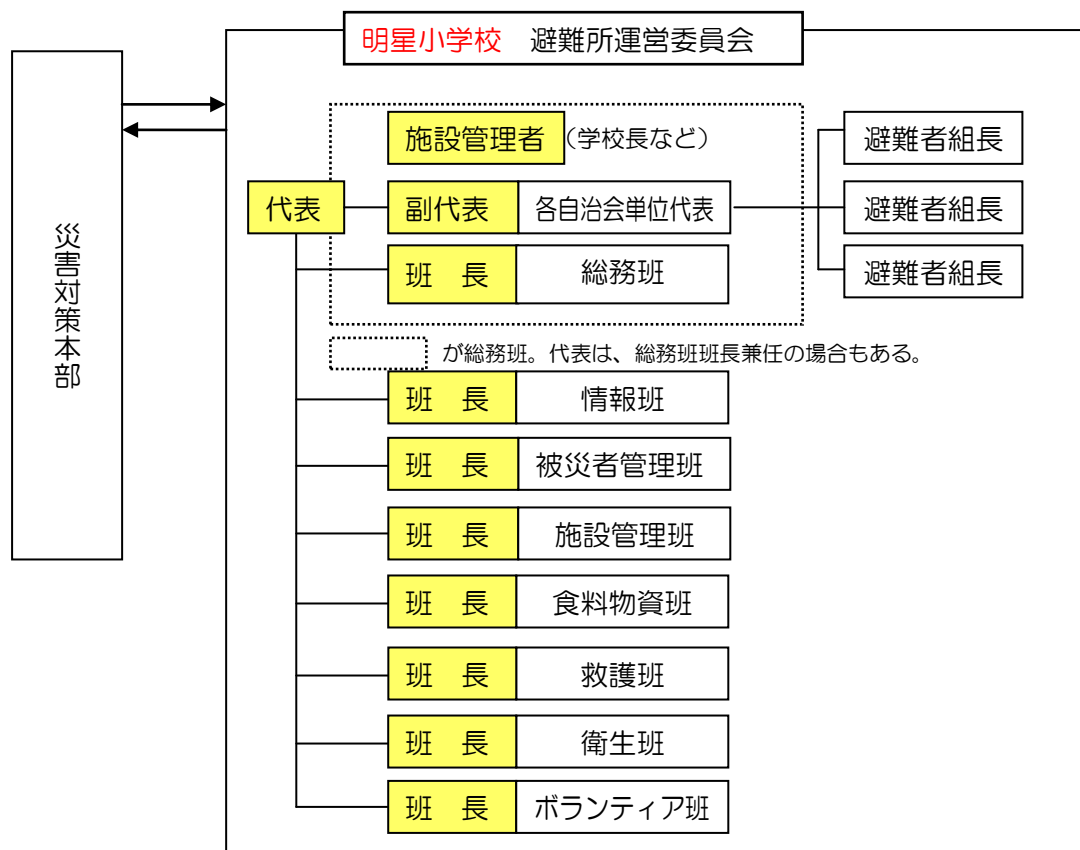 明星小学校 避難所運営委員会
災害対策本部
施設管理者 (学校長など)
避難者組長
代表
副代表 各自治会単位代表
避難者組長
班 長 総務班
避難者組長
が総務班。代表は、総務班班長兼任の場合もある。
班 長 情報班
班 長 被災者管理班
班 長 施設管理班
班 長 食料物資班
班 長 救護班
班 長 衛生班
班 長 ボランティア班